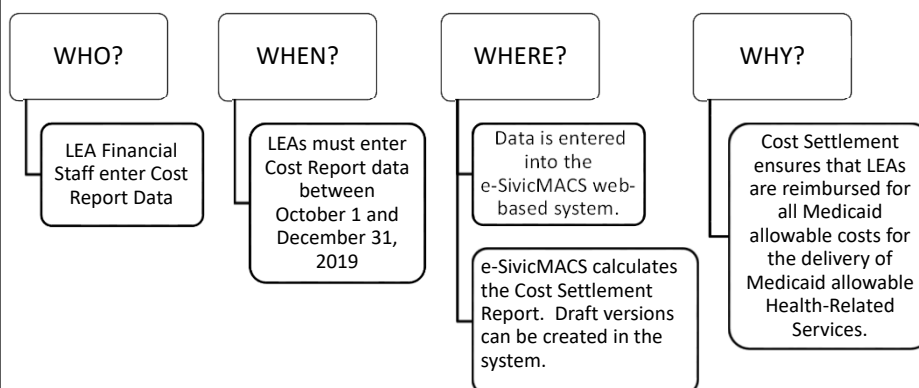 WHO?
LEA Financial
Staff enter Cost
Report Data
WHEN?
LEAs must enter
Cost Report data
between
October 1 and
December 31,
2019
WHERE?
Data is entered
into the
e-SivicMACS web-
based system.
e-SivicMACS calculates
the Cost Settlement
Report.  Draft versions
can be created in the
system.
WHY?
Cost Settlement
ensures that LEAs
are reimbursed for
all Medicaid
allowable costs for
the delivery of
Medicaid allowable
Health-Related
Services.